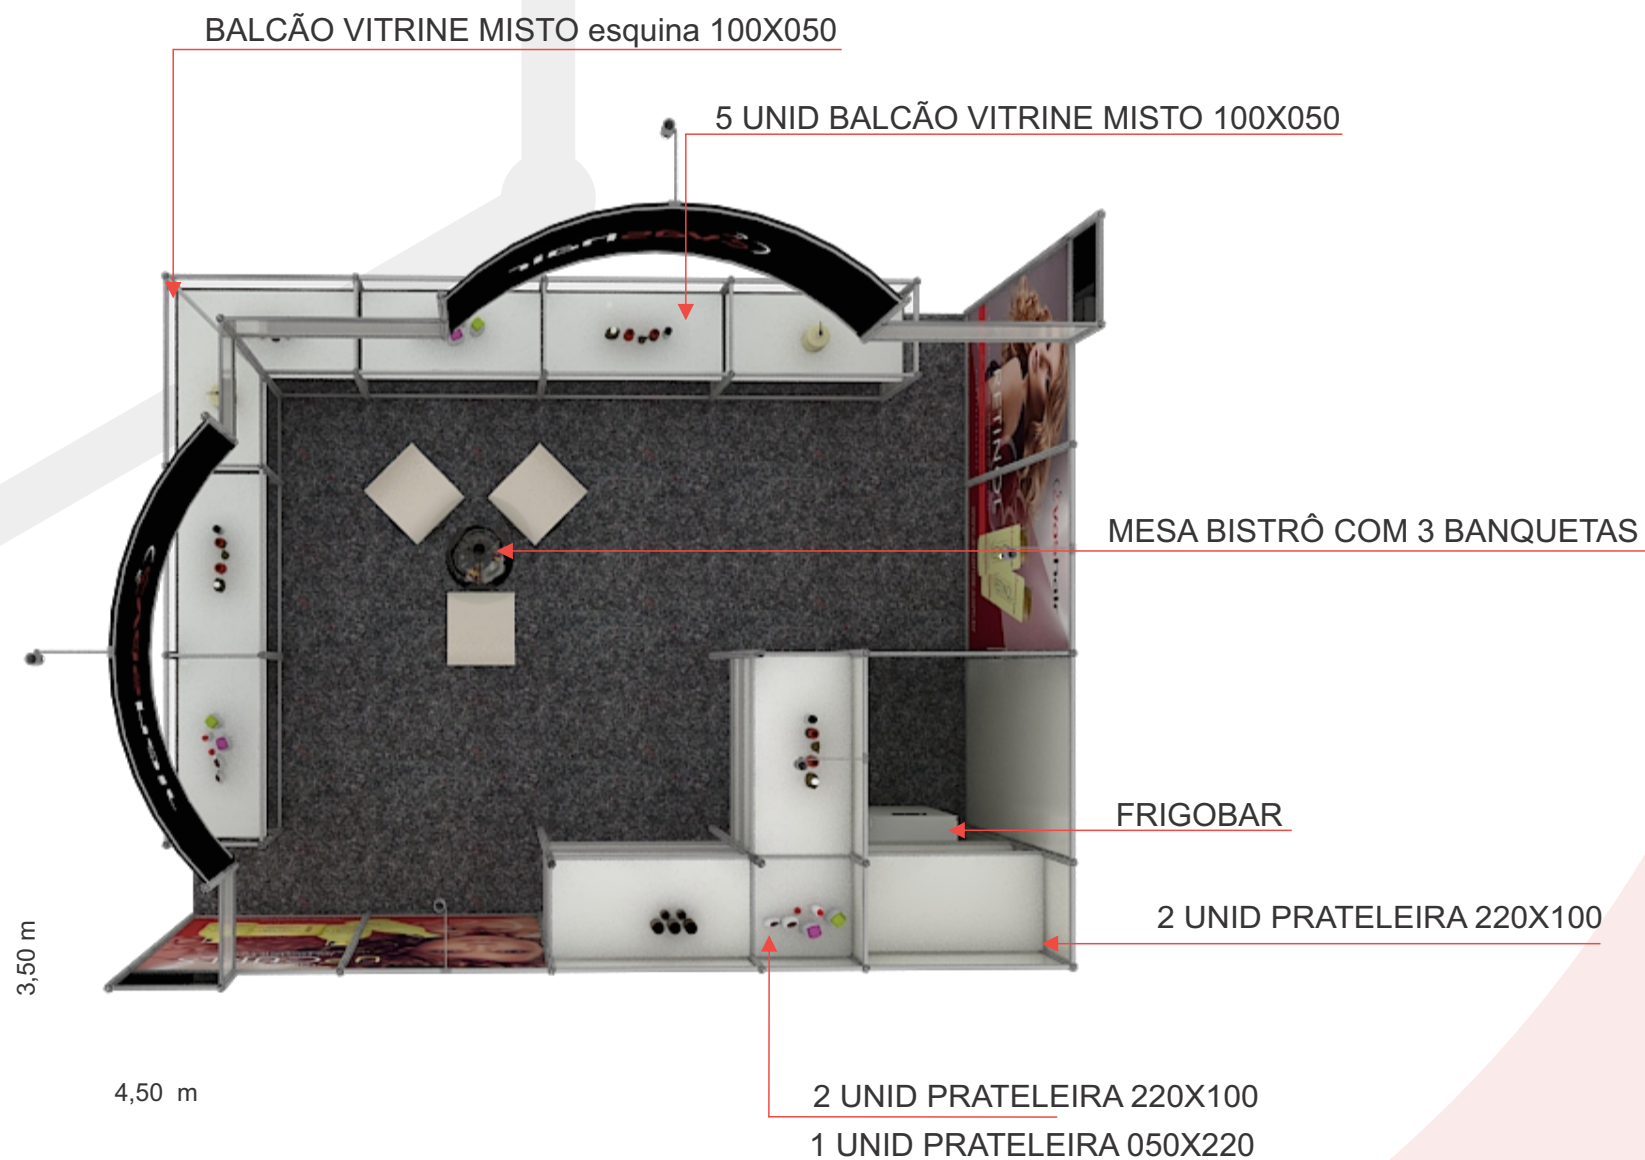 BALCÃO VITRINE MISTO esquina 100X050
5 UNID BALCÃO VITRINE MISTO 100X050
RETINOL
MESA BISTRÔ COM 3 BANQUETAS
FRIGOBAR
2 UNID PRATELEIRA 220X100
3,50 m
4,50 m
2 UNID PRATELEIRA 220X100
1 UNID PRATELEIRA 050X220